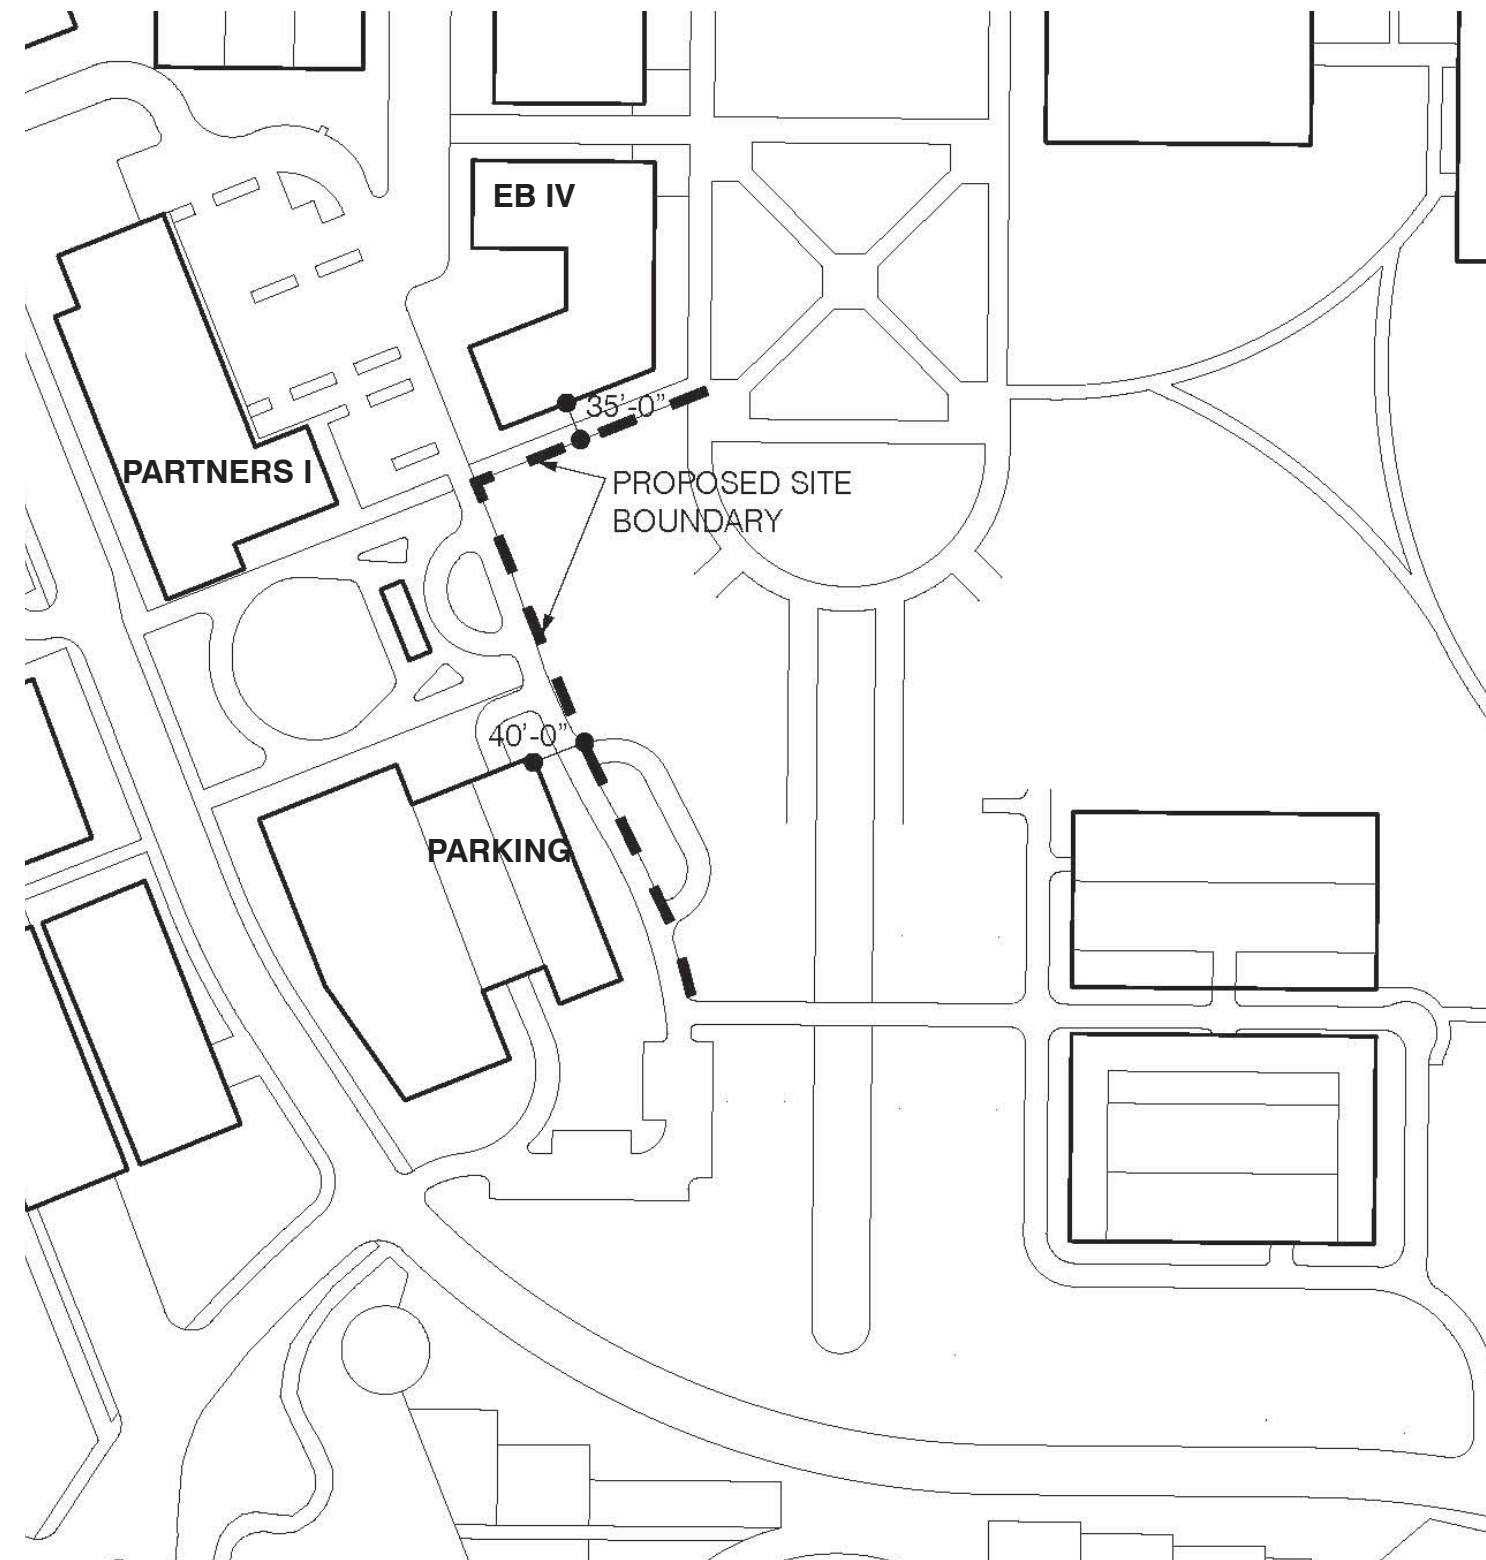 EB IV
35’-0”
PARTNERS I
PROPOSED SITE
BOUNDARY
40’-0”
PARKING